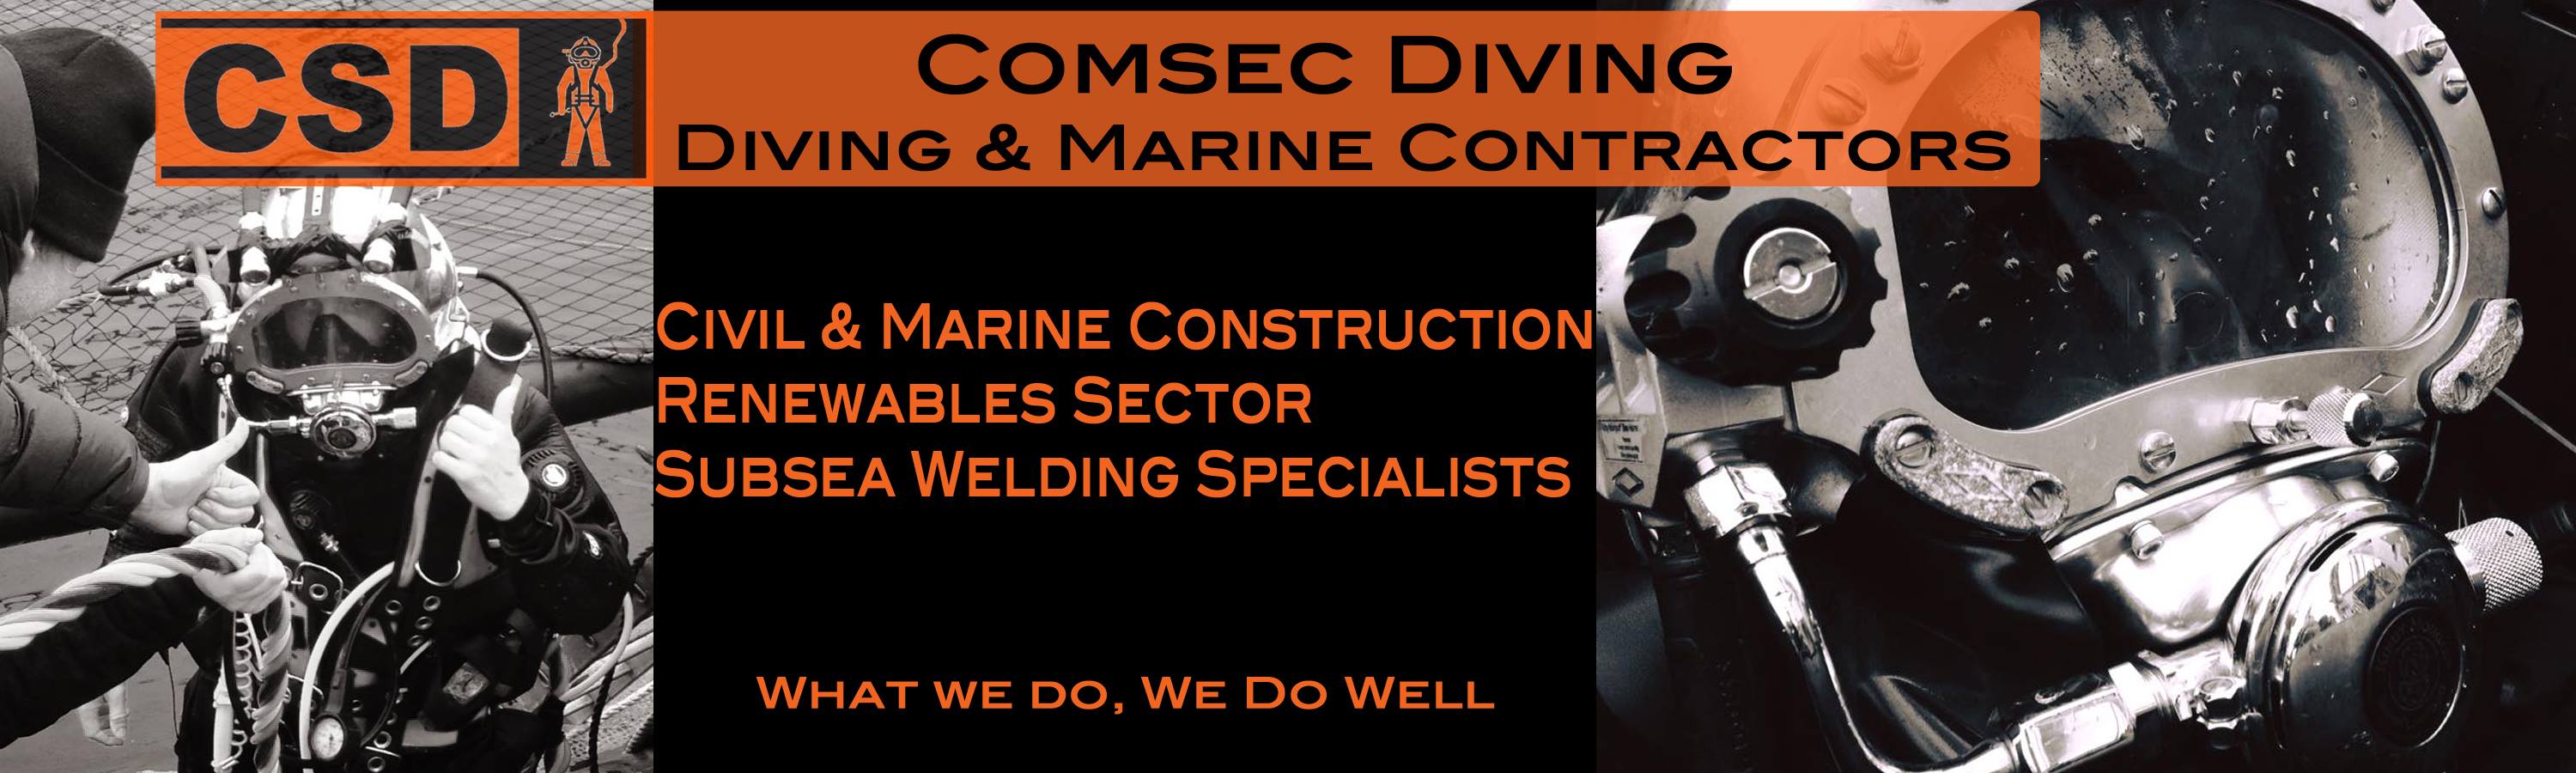 CSD
COMSEC DIVING
DIVING & MARINE CONTRACTORS
CIVIL & MARINE CONSTRUCTION
RENEWABLES SECTOR
SUBSEA WELDING SPECIALISTS
WHAT WE DO, WE DO WELL